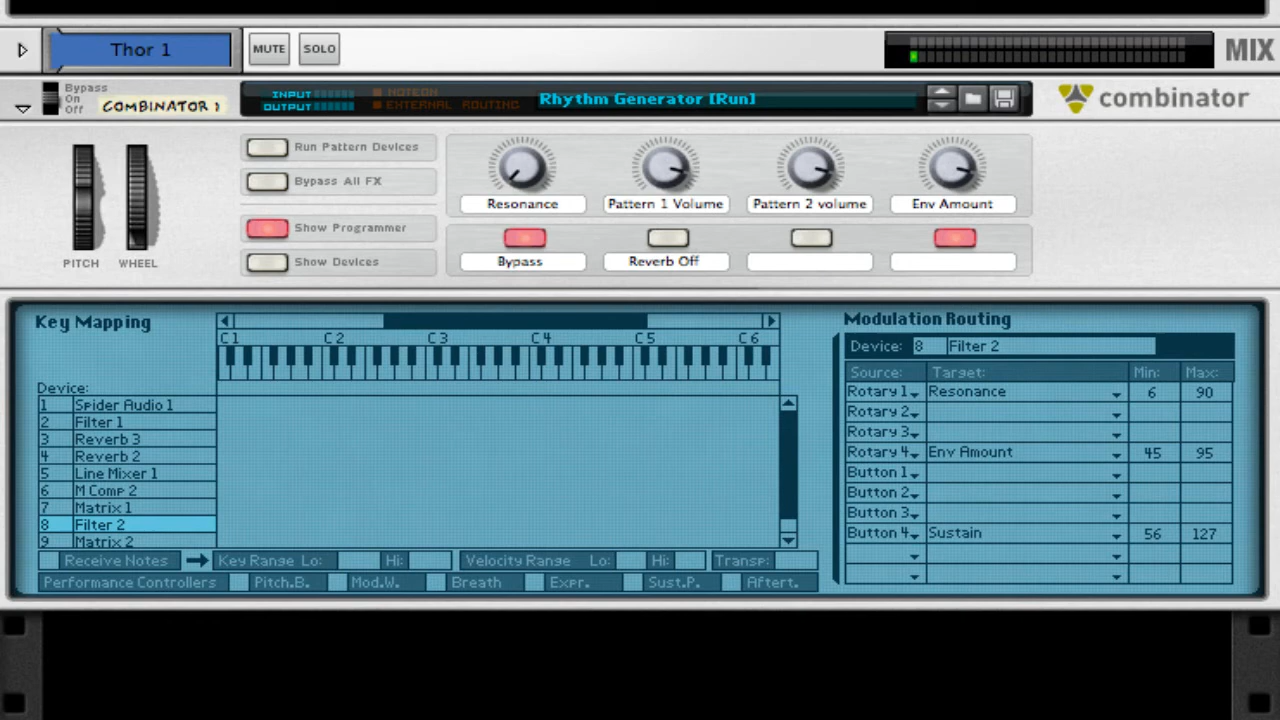 Thor 1
MUTE
SOLO
MIX
Bypass
On
Off
COMBINATOR 1
INPUT
OUTPUT
NOTEON
EXTERNAL ROUTING
Rhythm Generator [Run]
combinator
Run Pattern Devices
Bypass All FX
Show Programmer
Show Devices
PITCH
WHEEL
Resonance
Pattern 1 Volume
Pattern 2 volume
Env Amount
Bypass
Reverb Off
Key Mapping
C1 C2 C3 C4 C5 C6
Device:
1 Spider Audio 1
2 Filter 1
3 Reverb 3
4 Reverb 2
5 Line Mixer 1
6 M Comp 2
7 Matrix 1
8 Filter 2
9 Matrix 2
Receive Notes
Key Range Lo: Hi:
Velocity Range Lo: Hi:
Transp:
Performance Controllers
Pitch.B.
Mod.W.
Breath
Expr.
Sust.P.
Aftert.
Modulation Routing
Device: 8 Filter 2
Source: Target: Min: Max:
Rotary 1 Resonance 6 90
Rotary 2
Rotary 3
Rotary 4 Env Amount 45 95
Button 1
Button 2
Button 3
Button 4 Sustain 56 127